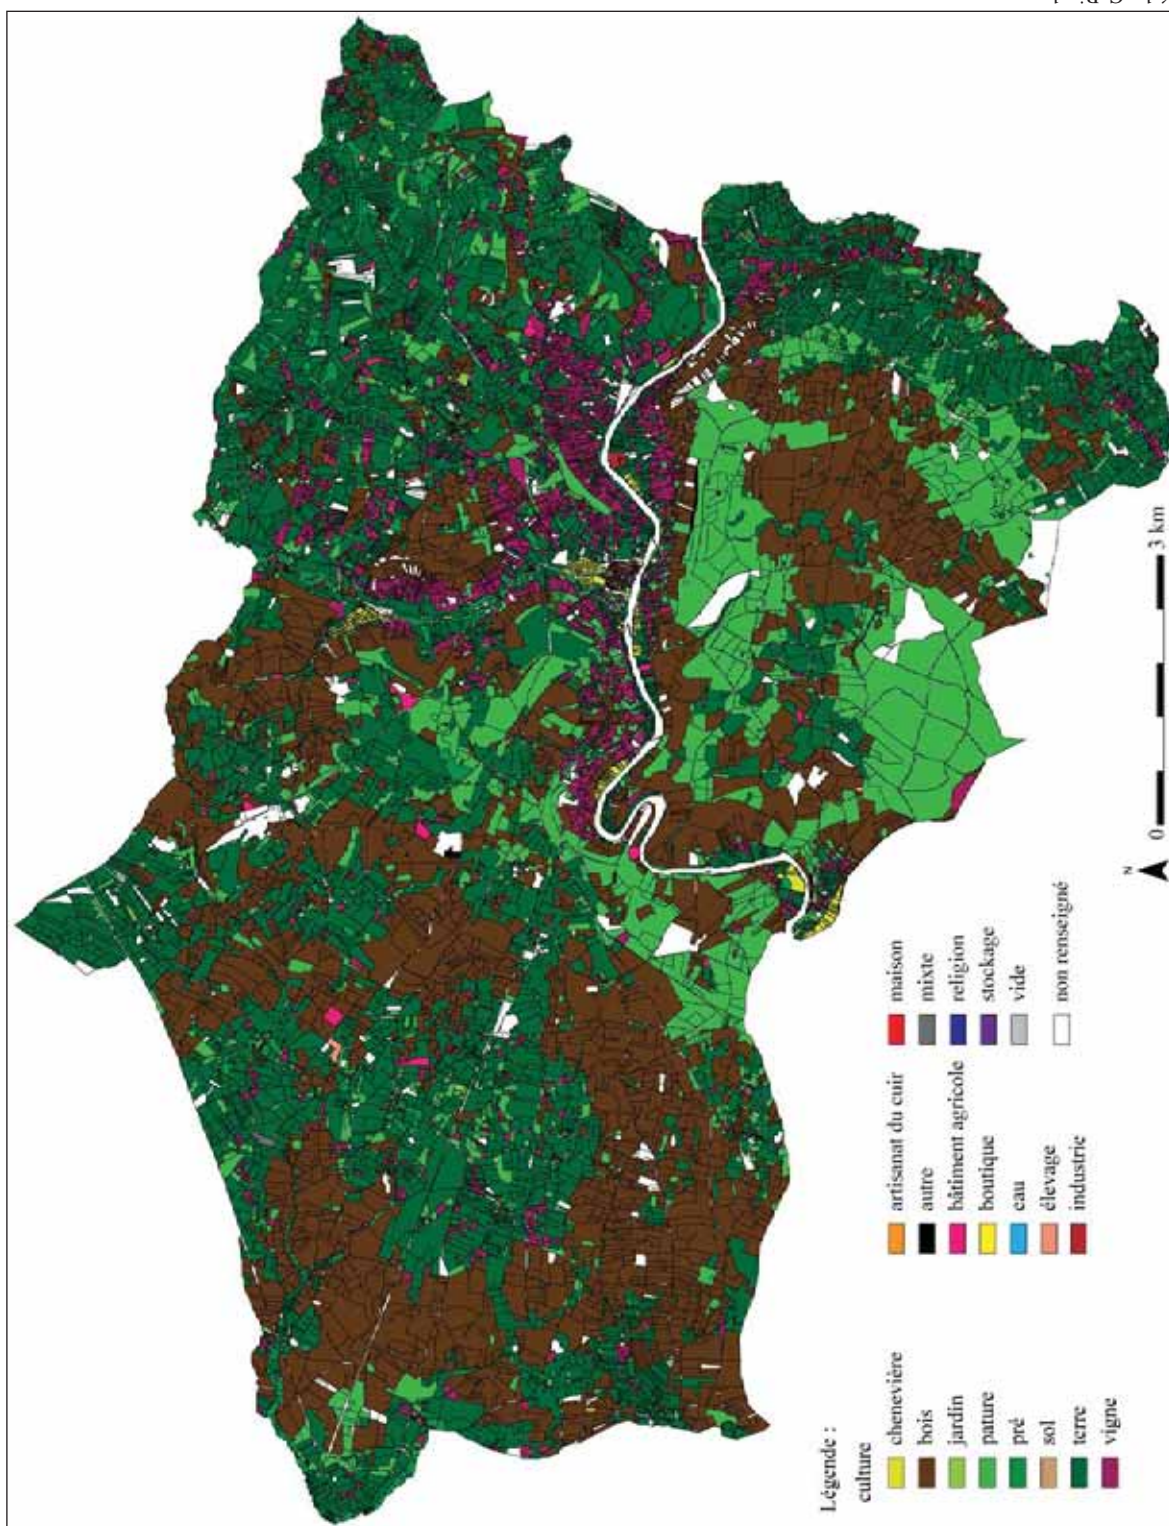 Légende :
culture
chenevière
bois
jardin
pature
pré
sol
terre
vigne
artisanat du cuir
autre
bâtiment agricole
boutique
eau
élevage
industrie
maison
mixte
religion
stockage
vide
non renseigné
N
0 3 km